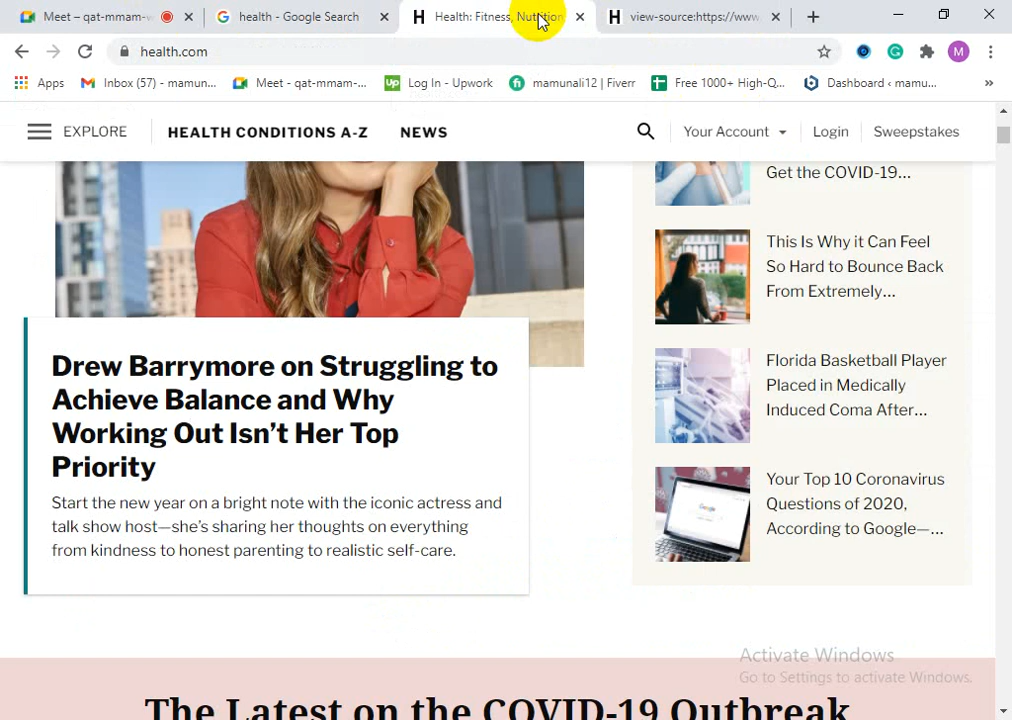 Meet – qat-mmam-
health - Google Search
Health: Fitness, Nutrition
view-source:https://www.
health.com
M
Apps
Inbox (57) - mamun...
Meet - qat-mmam-...
Log In - Upwork
mamunali12 | Fiverr
Free 1000+ High-Q...
Dashboard ‹ mamu...
»
EXPLORE
HEALTH CONDITIONS A-Z
NEWS
Your Account
Login
Sweepstakes
Get the COVID-19...
This Is Why it Can Feel
So Hard to Bounce Back
From Extremely...
Drew Barrymore on Struggling to
Achieve Balance and Why
Working Out Isn't Her Top
Priority
Start the new year on a bright note with the iconic actress and
talk show host—she's sharing her thoughts on everything
from kindness to honest parenting to realistic self-care.
Florida Basketball Player
Placed in Medically
Induced Coma After...
Your Top 10 Coronavirus
Questions of 2020,
According to Google—...
Activate Windows
Go to Settings to activate Windows.
The Latest on the COVID-19 Outbreak